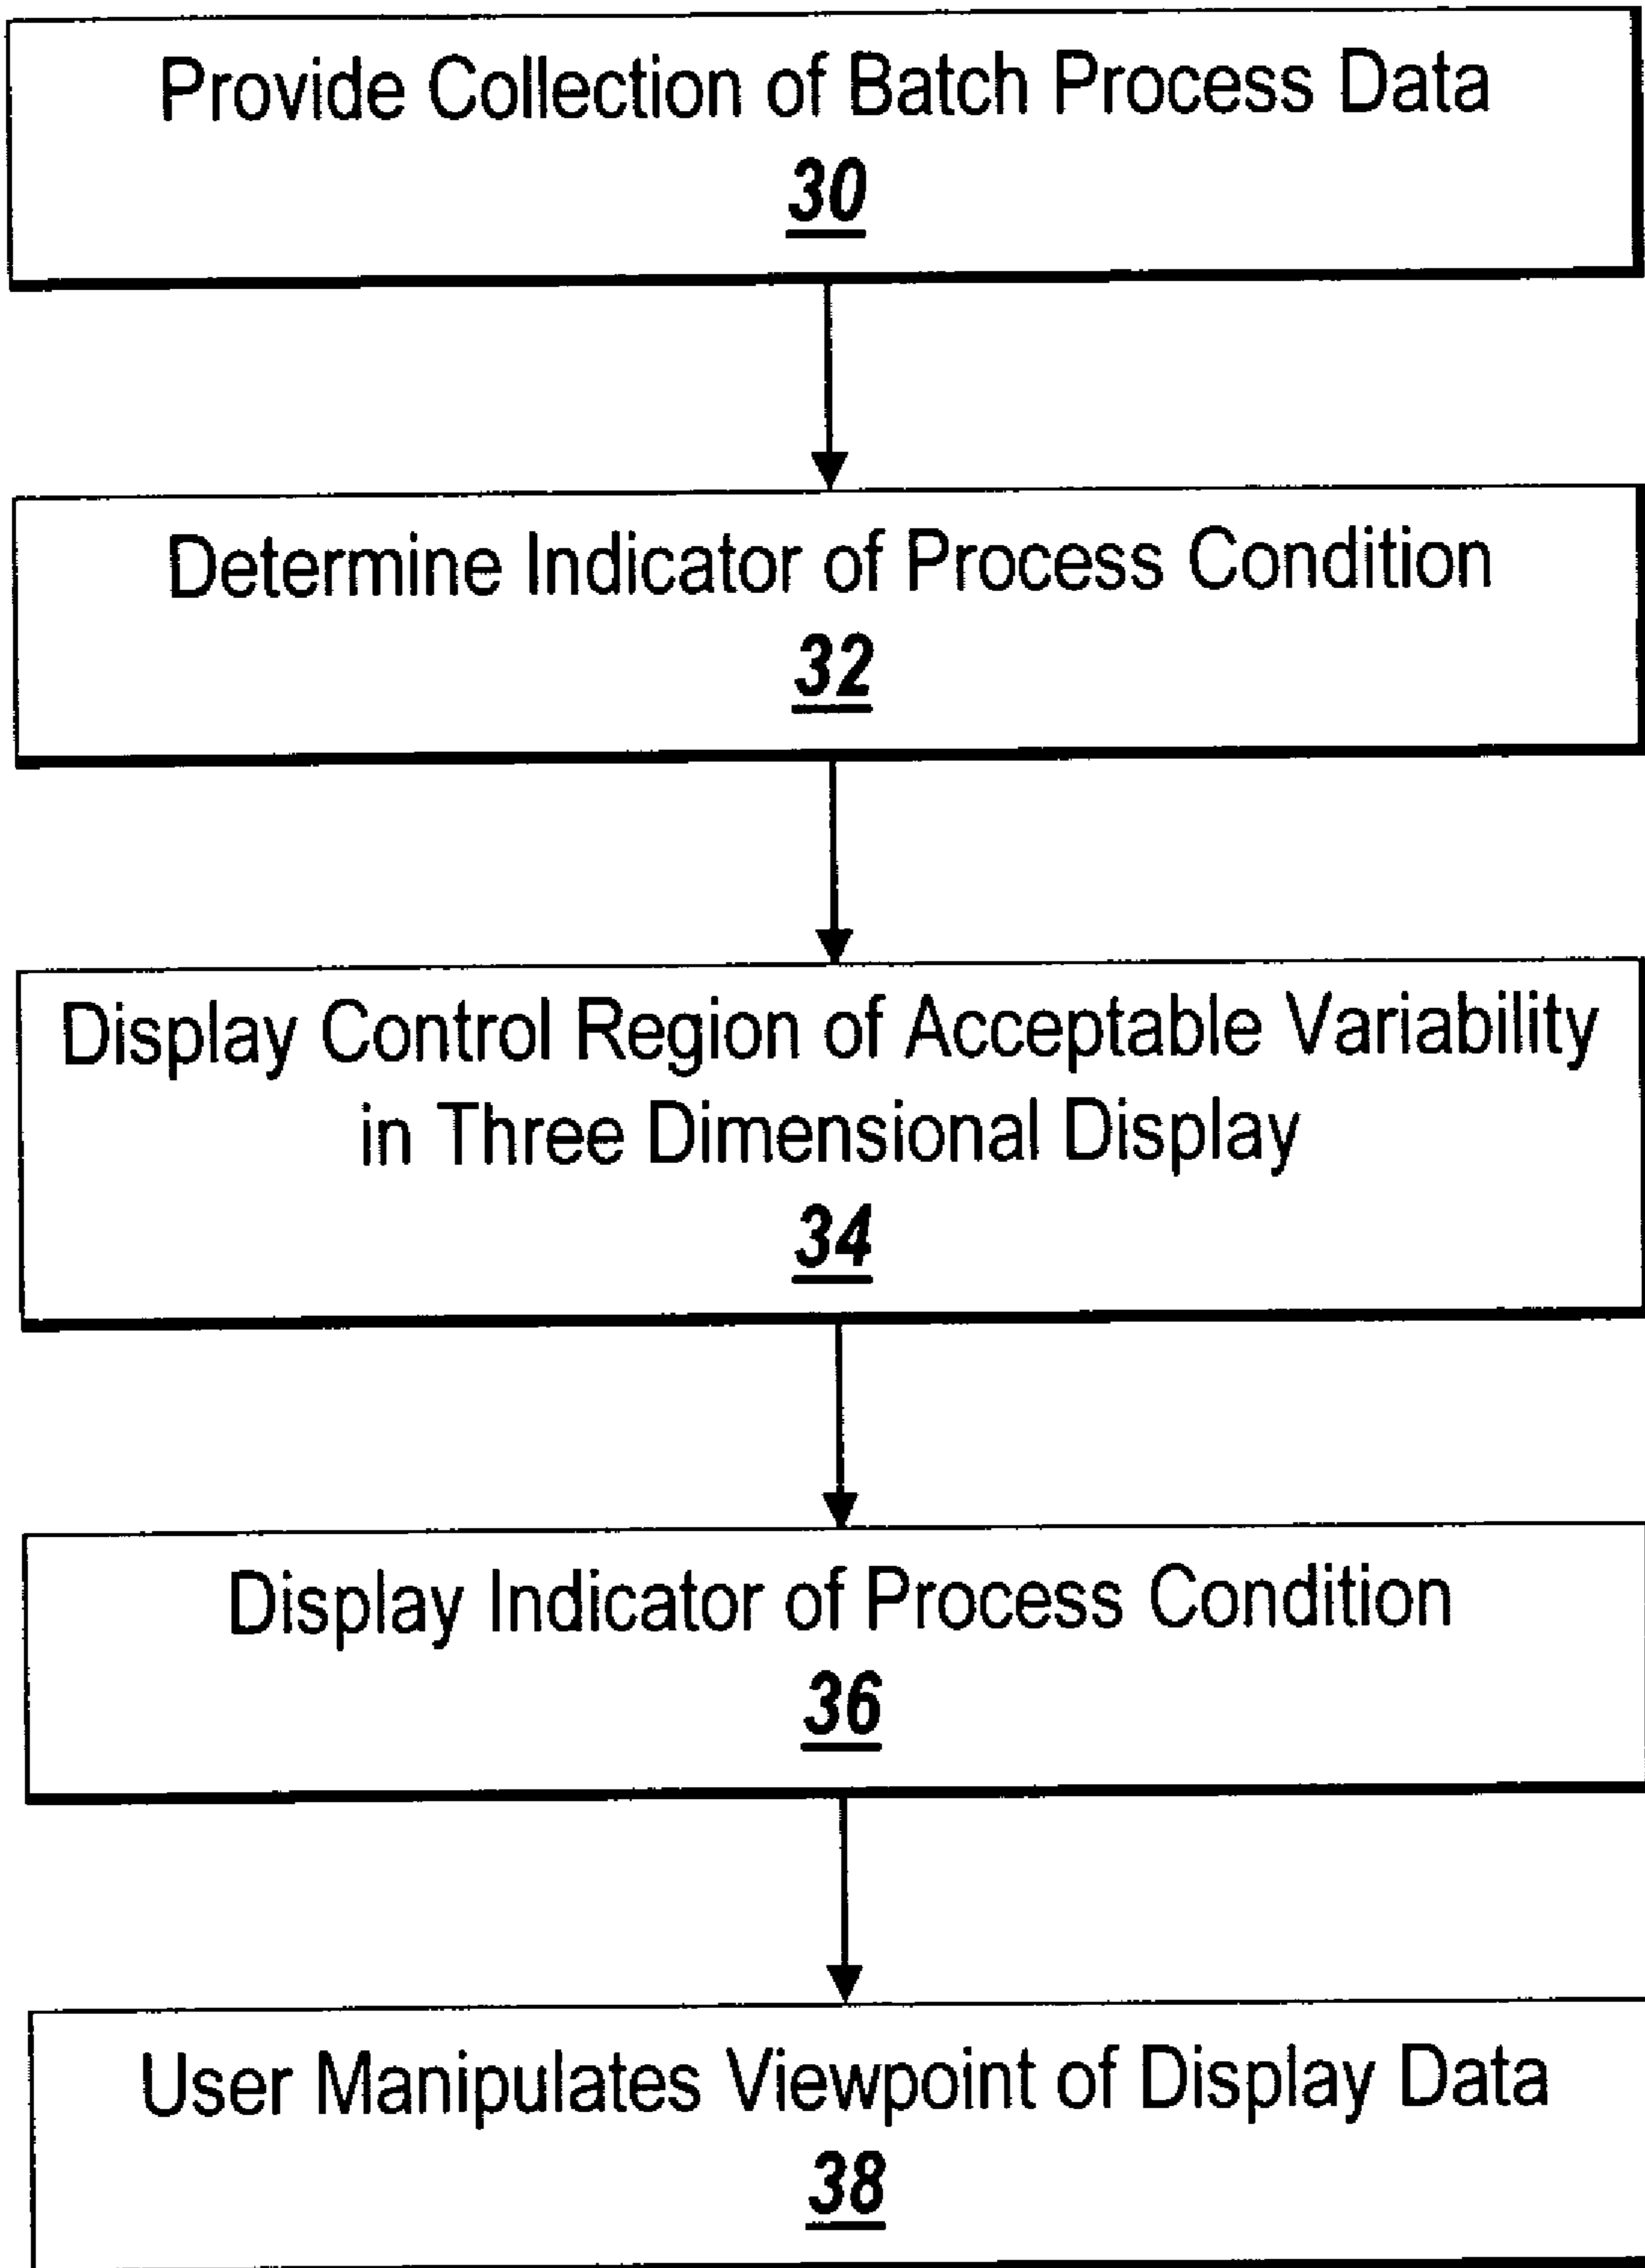 Provide Collection of Batch Process Data
30
Determine Indicator of Process Condition
32
Display Control Region of Acceptable Variability
in Three Dimensional Display
34
Display Indicator of Process Condition
36
User Manipulates Viewpoint of Display Data
38